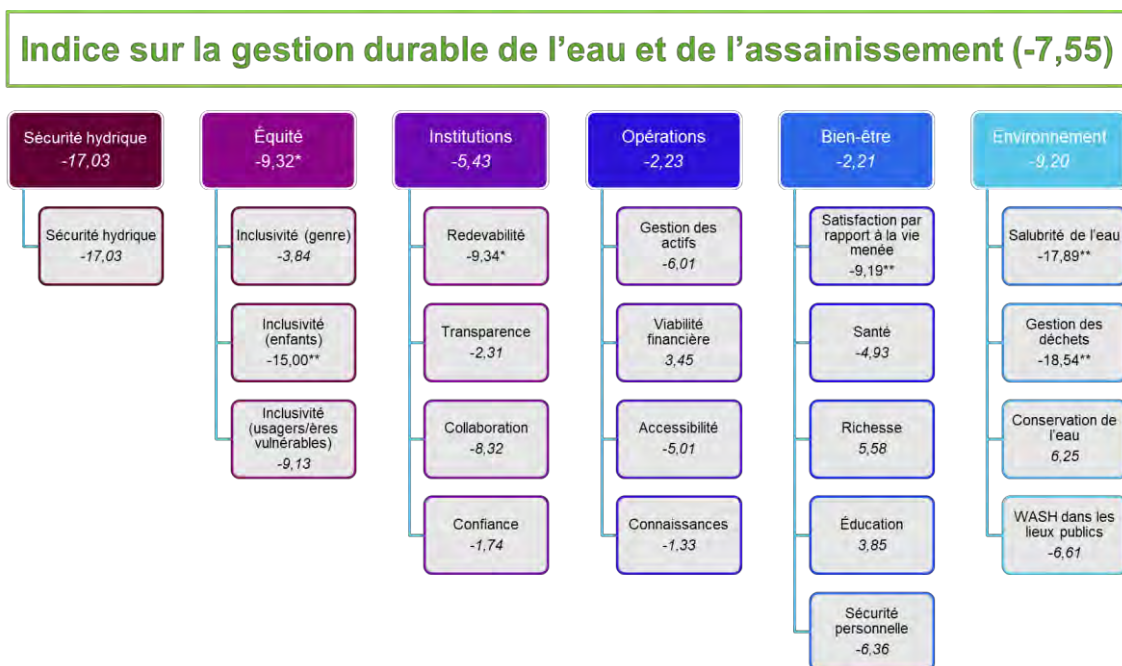 Indice sur la gestion durable de l'eau et de l'assainissement (-7,55)
Sécurité hydrique
-17,03
Sécurité hydrique
-17,03
Équité
-9,32*
Inclusivité (genre)
-3,84
Inclusivité
(enfants)
-15,00**
Inclusivité
(usagers/ères
vulnérables)
-9,13
Institutions
-5,43
Redevabilité
-9,34*
Transparence
-2,31
Collaboration
-8,32
Confiance
-1,74
Opérations
-2,23
Gestion des
actifs
-6,01
Viabilité
financière
3,45
Accessibilité
-5,01
Connaissances
-1,33
Bien-être
-2,21
Satisfaction par
rapport à la vie
menée
-9,19**
Santé
-4,93
Richesse
5,58
Éducation
3,85
Sécurité
personnelle
-6,36
Environnement
-9,20
Salubrité de l'eau
-17,89**
Gestion des
déchets
-18,54**
Conservation de
l'eau
6,25
WASH dans les
lieux publics
-6,61